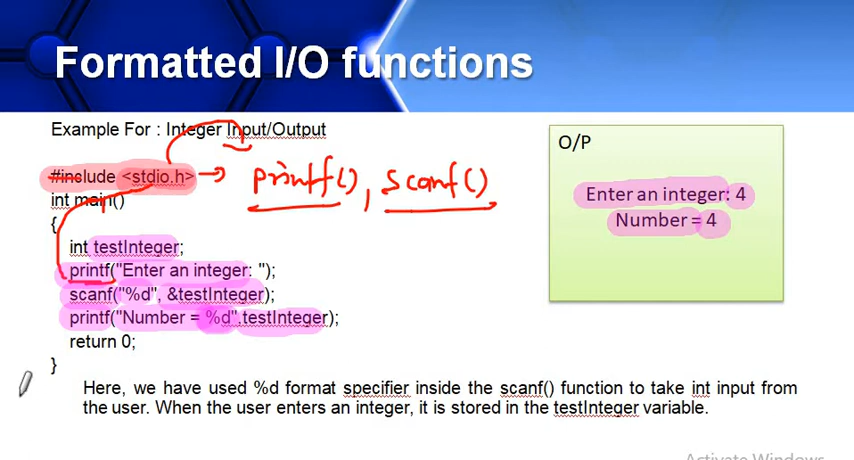 Formatted I/O functions
Example For : Integer Input/Output
#include <stdio.h> → printf(), scanf()
int main()
{
int testInteger;
printf("Enter an integer: ");
scanf("%d", &testInteger);
printf("Number = %d",testInteger);
return 0;
}
O/P
Enter an integer: 4
Number = 4
Here, we have used %d format specifier inside the scanf() function to take int input from
the user. When the user enters an integer, it is stored in the testInteger variable.
Activate Windows